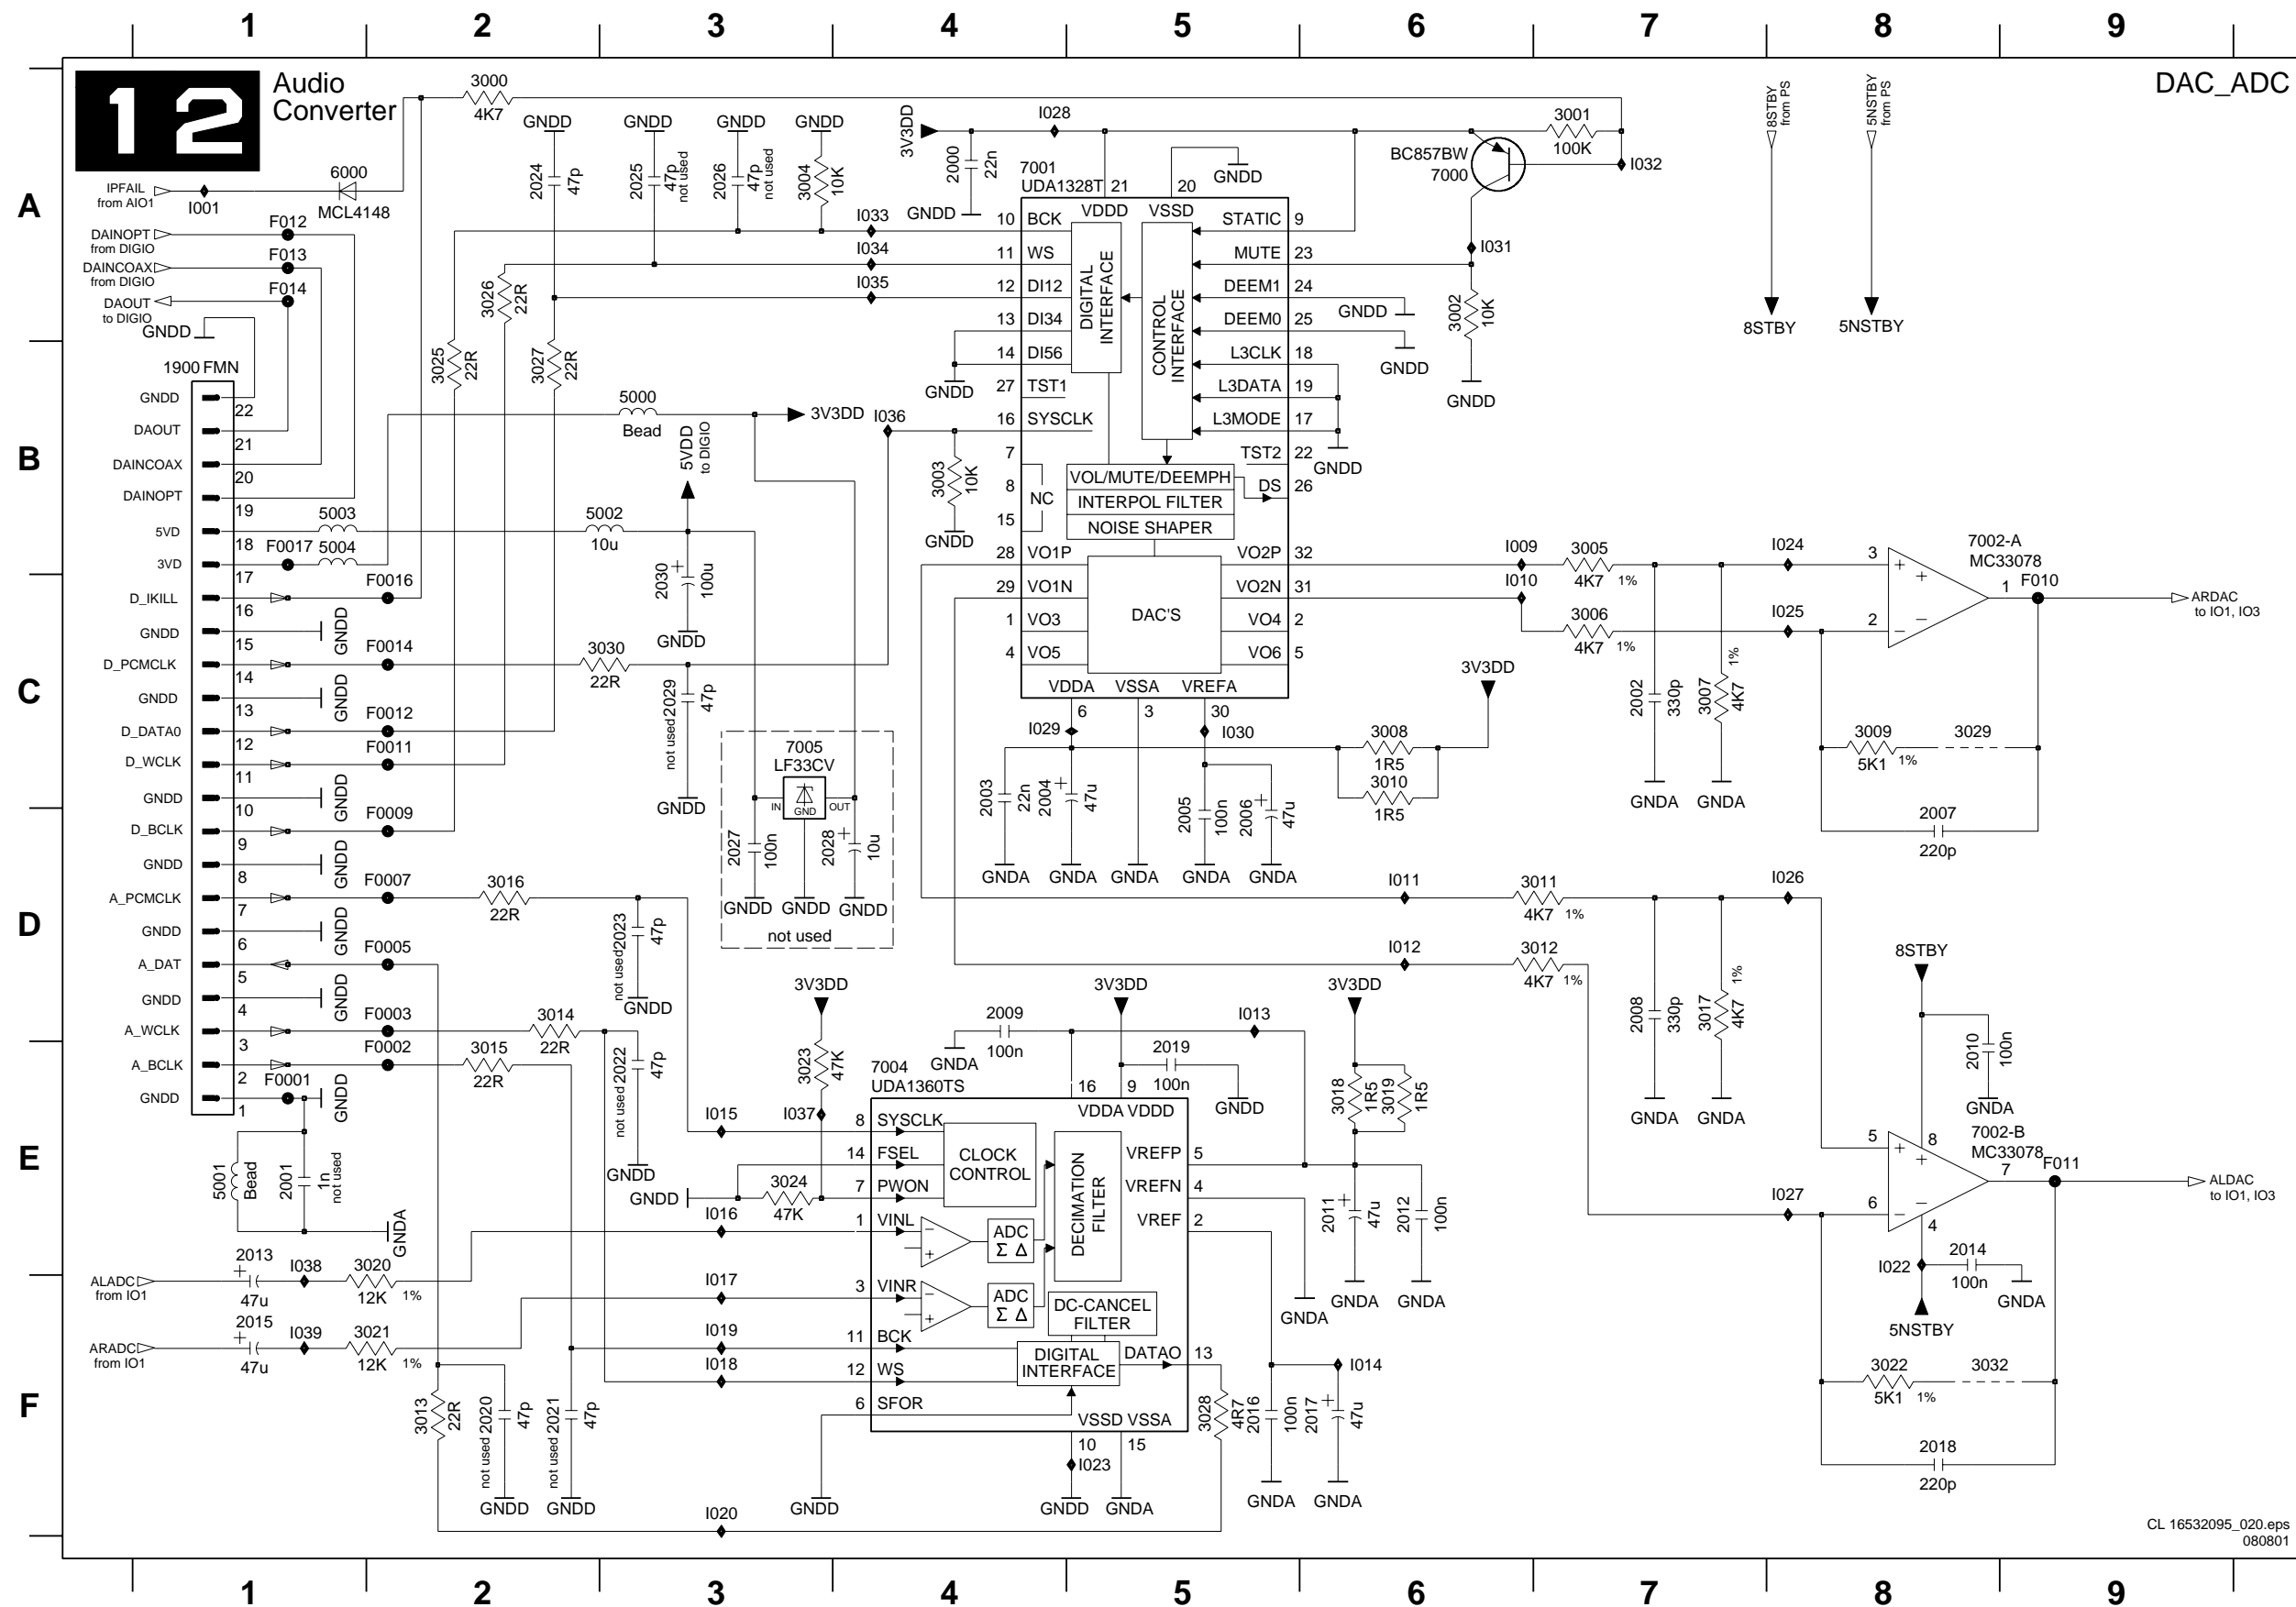 1 2 3 4 5 6 7 8 9
12
Audio
Converter
DAC_ADC
A
B
C
D
E
F
3000
4K7
GNDD GNDD GNDD GNDD
2024
47p
2025
47p
not used
2026
47p
not used
3004
10K
3V3DD
I028
2000
22n
GNDD
3001
100K
BC857BW
7000
I032
8STBY
from PS
8STBY
5NSTBY
from PS
5NSTBY
IPFAIL
from AIO1
I001
6000
MCL4148
DAINOPT
from DIGIO
F012
DAINCOAX
from DIGIO
F013
DAOUT
to DIGIO
F014
GNDD
3026
22R
3025
22R
3027
22R
I033
I034
I035
7001
UDA1328T
21
20
GNDD
10 BCK
11 WS
12 DI12
13 DI34
14 DI56
27 TST1
16 SYSCLK
7
8
15
NC
28 VO1P
29 VO1N
1 VO3
4 VO5
VDDD VSSD
DIGITAL
INTERFACE
CONTROL
INTERFACE
STATIC 9
MUTE 23
DEEM1 24
DEEM0 25
L3CLK 18
L3DATA 19
L3MODE 17
TST2 22
DS 26
VO2P 32
VO2N 31
VO4 2
VO6 5
VOL/MUTE/DEEMPH
INTERPOL FILTER
NOISE SHAPER
DAC'S
VDDA VSSA VREFA
6 3 30
GNDD
GNDD
GNDD
GNDD
I031
3002
10K
GNDD
1900 FMN
GNDD
22
DAOUT
21
DAINCOAX
20
DAINOPT
19
5VD
18
3VD
17
D_IKILL
16
GNDD
15
D_PCMCLK
14
GNDD
13
D_DATA0
12
D_WCLK
11
GNDD
10
D_BCLK
9
GNDD
8
A_PCMCLK
7
GNDD
6
A_DAT
5
GNDD
4
A_WCLK
3
A_BCLK
2
GNDD
1
5003
F0017 5004
F0016
GNDD
F0014
GNDD
F0012
F0011
GNDD
F0009
GNDD
F0007
GNDD
F0005
GNDD
F0003
F0002
F0001
GNDD
5000
Bead
3V3DD
I036
5VDD
to DIGIO
5002
10u
3003
10K
GNDD
2030
100u
GNDD
3030
22R
not used 2029
47p
GNDD
7005
LF33CV
IN
GND
OUT
2027
100n
2028
10u
GNDD GNDD GNDD
not used
I029
I030
2003
22n
2004
47u
2005
100n
2006
47u
GNDA GNDA GNDA GNDA GNDA
3V3DD
3008
1R5
3010
1R5
I009
I010
3005
4K7 1%
3006
4K7 1%
I024
I025
2002
330p
3007
4K7
1%
GNDA GNDA
3
2
7002-A
MC33078
1
F010
ARDAC
to IO1, IO3
3009
5K1 1%
3029
2007
220p
3016
22R
not used 2023
47p
GNDD
3014
22R
3015
22R
not used 2022
47p
GNDD
I011
I012
3011
4K7 1%
3012
4K7 1%
I026
2008
330p
3017
4K7
1%
GNDA GNDA
8STBY
2010
100n
GNDA
5
6
8
4
7002-B
MC33078
7
F011
ALDAC
to IO1, IO3
I027
I022
2014
100n
GNDA
5NSTBY
3022
5K1 1%
3032
2018
220p
3V3DD
3023
47K
I037
2009
100n
GNDA
3V3DD
2019
100n
GNDD
I013
3V3DD
3018
1R5
3019
1R5
7004
UDA1360TS
16 9
VDDA VDDD
8 SYSCLK
14 FSEL
7 PWON
1 VINL
3 VINR
11 BCK
12 WS
6 SFOR
CLOCK
CONTROL
DECIMATION
FILTER
ADC
Σ Δ
ADC
Σ Δ
DC-CANCEL
FILTER
DIGITAL
INTERFACE
VREFP 5
VREFN 4
VREF 2
DATAO 13
VSSD VSSA
10 15
I023
GNDD GNDA
I015
GNDD
3024
47K
I016
I017
I019
I018
GNDD
2011
47u
2012
100n
GNDA GNDA GNDA
I014
3028
4R7
2016
100n
2017
47u
GNDA GNDA
5001
Bead
2001
1n
not used
GNDA
ALADC
from IO1
2013
47u
I038
3020
12K 1%
ARADC
from IO1
2015
47u
I039
3021
12K 1%
3013
22R
not used 2020
47p
not used 2021
47p
GNDD GNDD
I020
CL 16532095_020.eps
080801
1 2 3 4 5 6 7 8 9